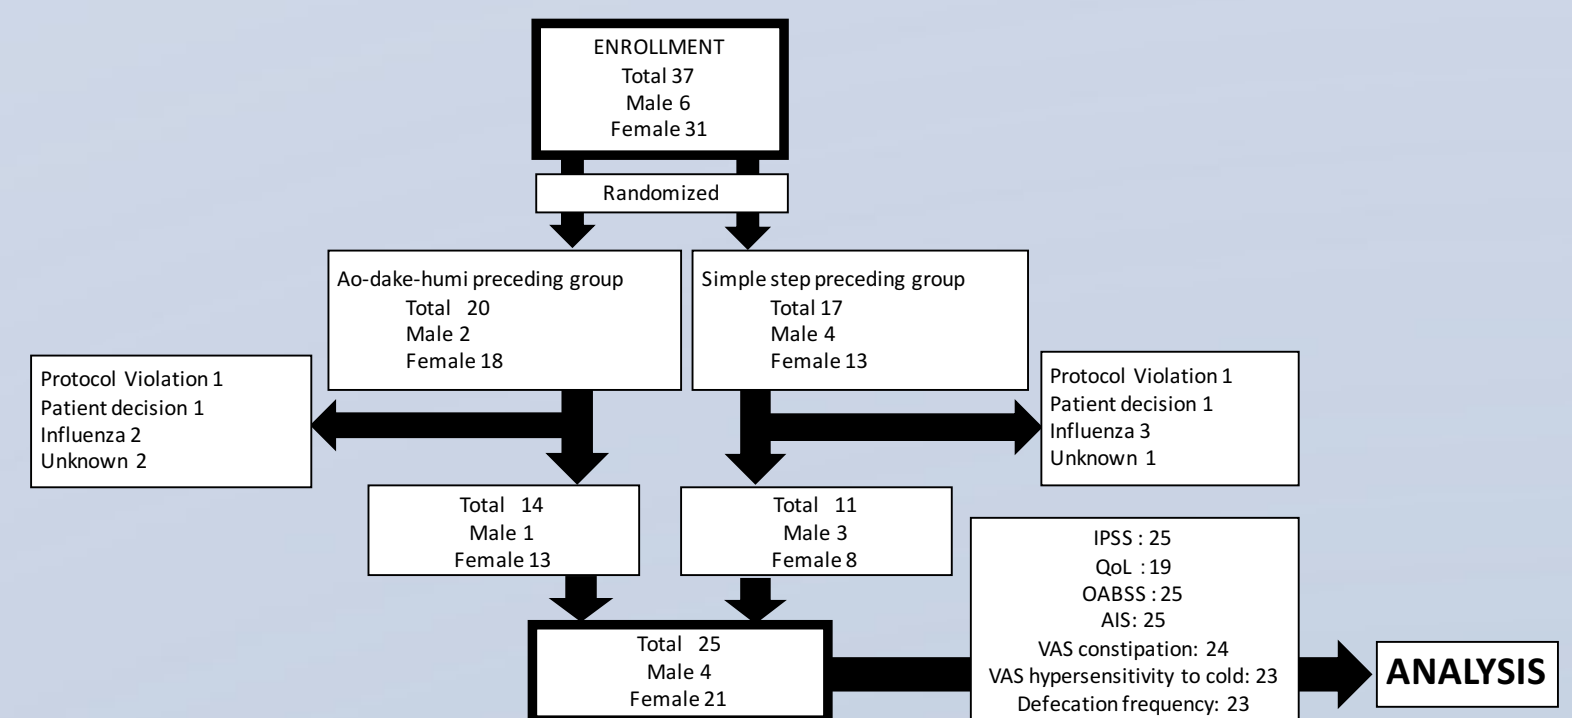 ENROLLMENT
Total 37
Male 6
Female 31
Randomized
Ao-dake-humi preceding group
Total 20
Male 2
Female 18
Simple step preceding group
Total 17
Male 4
Female 13
Protocol Violation 1
Patient decision 1
Influenza 2
Unknown 2
Protocol Violation 1
Patient decision 1
Influenza 3
Unknown 1
Total 14
Male 1
Female 13
Total 11
Male 3
Female 8
Total 25
Male 4
Female 21
IPSS : 25
QoL : 19
OABSS : 25
AIS: 25
VAS constipation: 24
VAS hypersensitivity to cold: 23
Defecation frequency: 23
ANALYSIS